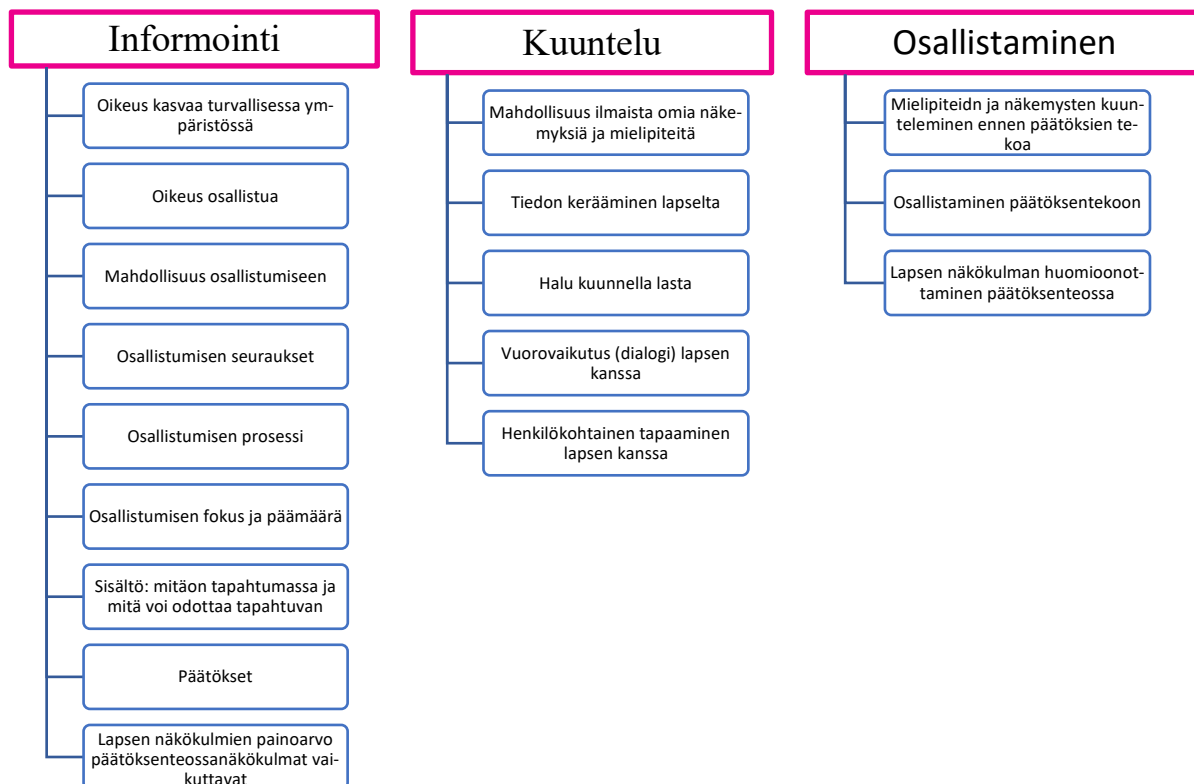 Informointi
Oikeus kasvaa turvallisessa ym-
päristössä
Oikeus osallistua
Mahdollisuus osallistumiseen
Osallistumisen seuraukset
Osallistumisen prosessi
Osallistumisen fokus ja päämäärä
Sisältö: mitäon tapahtumassa ja
mitä voi odottaa tapahtuvan
Päätökset
Lapsen näkökulmien painoarvo
päätöksenteossanäkökulmat vai-
kuttavat
Kuuntelu
Mahdollisuus ilmaista omia näke-
myksiä ja mielipiteitä
Tiedon kerääminen lapselta
Halu kuunnella lasta
Vuorovaikutus (dialogi) lapsen
kanssa
Henkilökohtainen tapaaminen
lapsen kanssa
Osallistaminen
Mielipiteidn ja näkemysten kuun-
teleminen ennen päätöksien te-
koa
Osallistaminen päätöksentekoon
Lapsen näkökulman huomioonot-
taminen päätöksenteossa